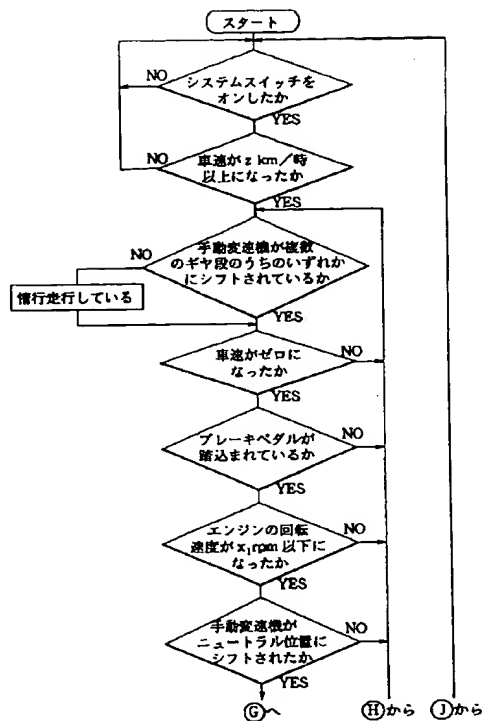 スタート
NO
システムスイッチを
オンしたか
YES
NO
車速が z km／時
以上になったか
YES
手動変速機が複数
のギヤ段のうちのいずれか
にシフトされているか
NO
惰行走行している
YES
車速がゼロに
なったか
NO
YES
ブレーキペダルが
踏込まれているか
NO
YES
エンジンの回転
速度が x₁rpm 以下に
なったか
NO
YES
手動変速機が
ニュートラル位置に
シフトされたか
NO
YES
Ⓖへ
Ⓗから
Ⓙから